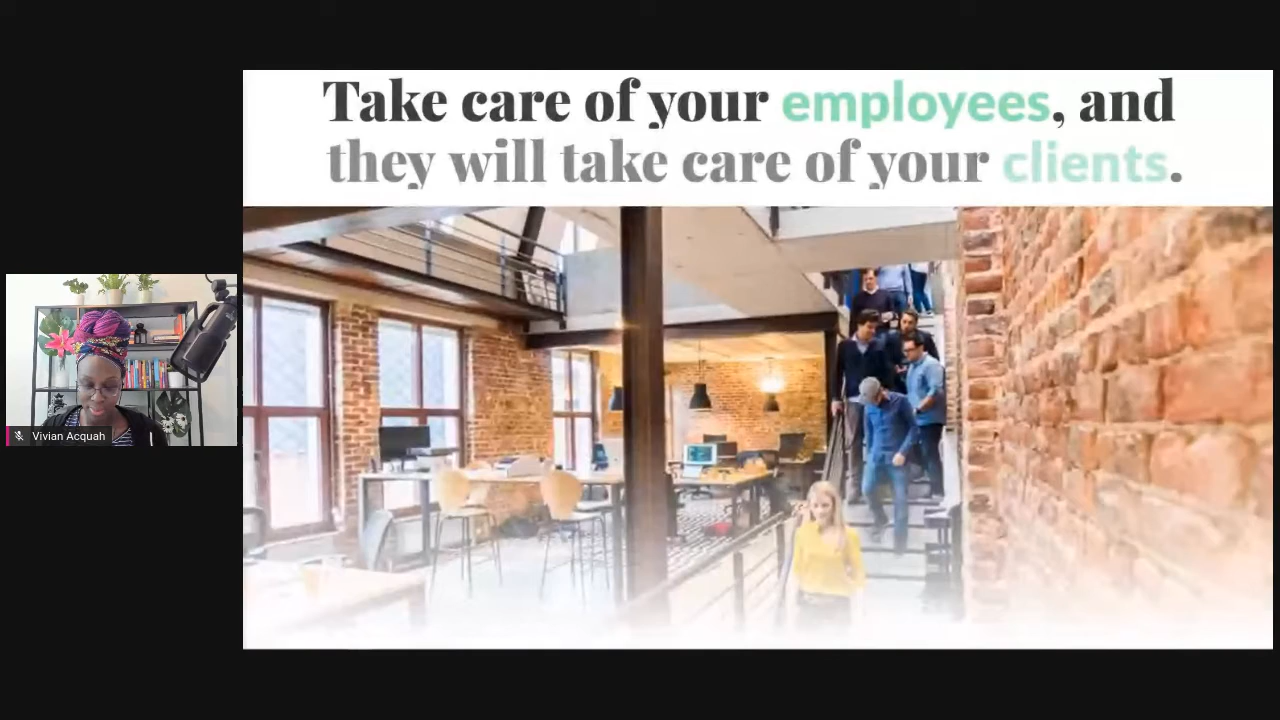 Take care of your employees, and
they will take care of your clients.
Vivian Acquah